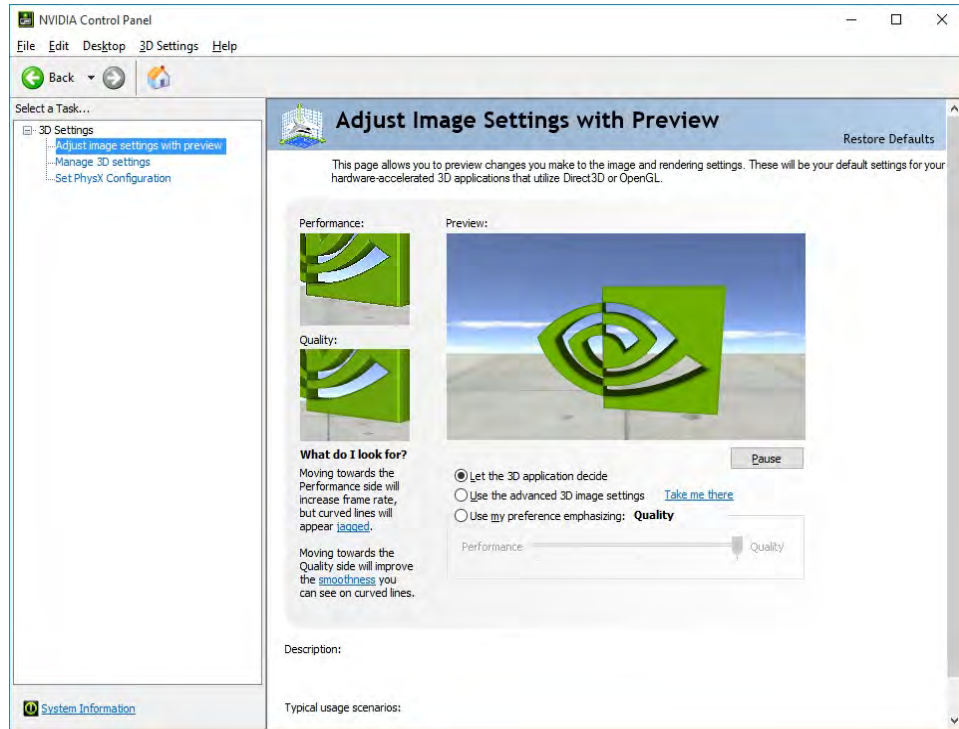 NVIDIA Control Panel
File Edit Desktop 3D Settings Help
Back
Select a Task...
3D Settings
Adjust image settings with preview
Manage 3D settings
Set PhysX Configuration
System Information
Adjust Image Settings with Preview
Restore Defaults
This page allows you to preview changes you make to the image and rendering settings. These will be your default settings for your
hardware-accelerated 3D applications that utilize Direct3D or OpenGL.
Performance:
Quality:
What do I look for?
Moving towards the
Performance side will
increase frame rate,
but curved lines will
appear jagged.
Moving towards the
Quality side will improve
the smoothness you
can see on curved lines.
Preview:
Pause
Let the 3D application decide
Use the advanced 3D image settings Take me there
Use my preference emphasizing: Quality
Performance Quality
Description:
Typical usage scenarios: